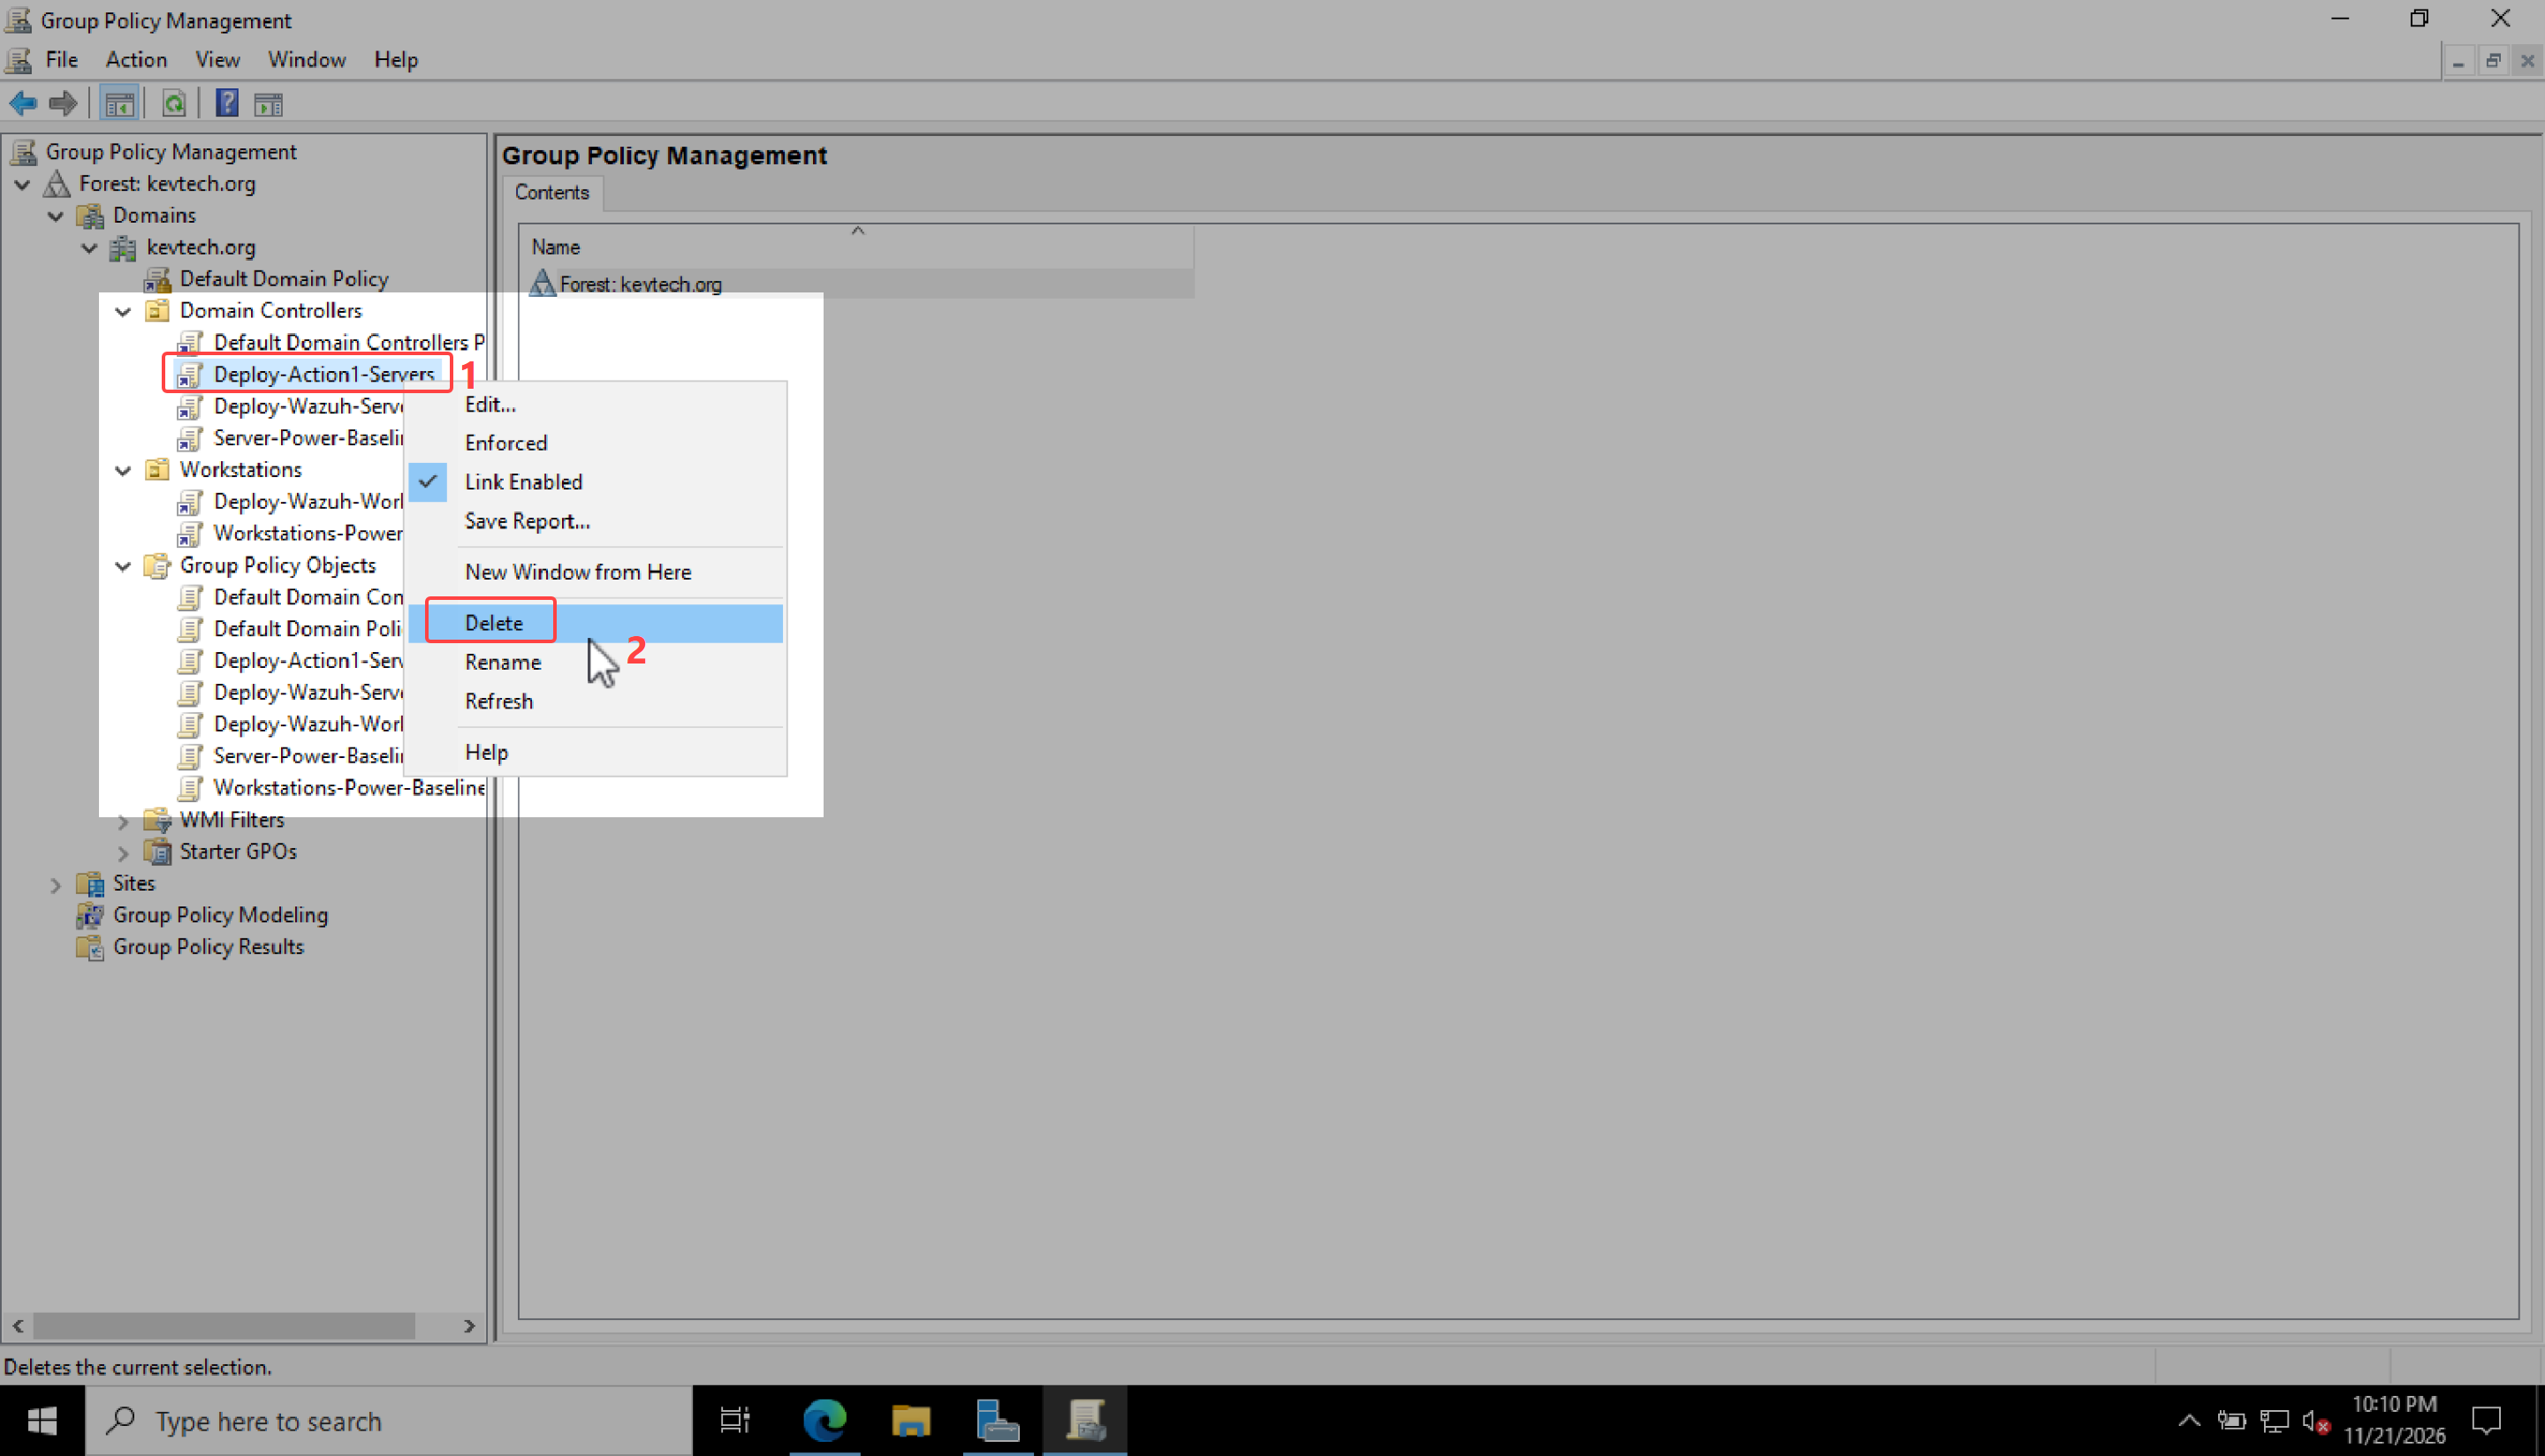 Group Policy Management
File Action View Window Help
Group Policy Management
Forest: kevtech.org
Domains
kevtech.org
Default Domain Policy
Domain Controllers
Default Domain Controllers P
Deploy-Action1-Servers
1
Deploy-Wazuh-Serve
Server-Power-Baselin
Workstations
Deploy-Wazuh-Worl
Workstations-Power
Group Policy Objects
Default Domain Con
Default Domain Poli
Deploy-Action1-Serv
Deploy-Wazuh-Serve
Deploy-Wazuh-Worl
Server-Power-Baselin
Workstations-Power-Baseline
WMI Filters
Starter GPOs
Sites
Group Policy Modeling
Group Policy Results
Group Policy Management
Contents
Name
Forest: kevtech.org
Edit...
Enforced
Link Enabled
Save Report...
New Window from Here
Delete
2
Rename
Refresh
Help
Deletes the current selection.
Type here to search
10:10 PM
11/21/2026